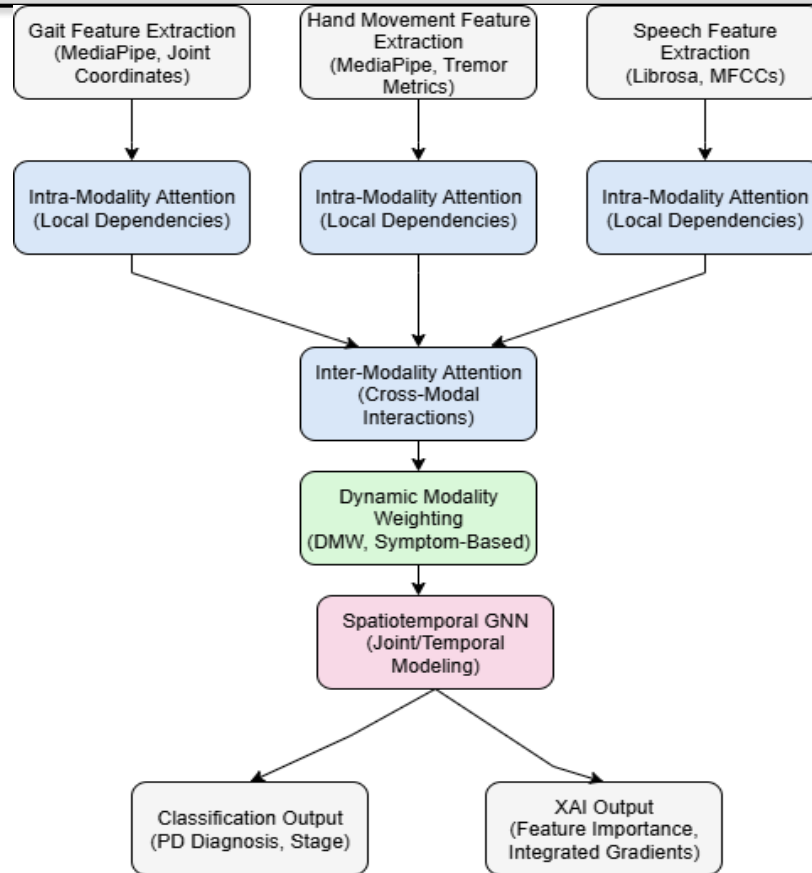 Gait Feature Extraction
(MediaPipe, Joint
Coordinates)
Hand Movement Feature
Extraction
(MediaPipe, Tremor
Metrics)
Speech Feature
Extraction
(Librosa, MFCCs)
Intra-Modality Attention
(Local Dependencies)
Intra-Modality Attention
(Local Dependencies)
Intra-Modality Attention
(Local Dependencies)
Inter-Modality Attention
(Cross-Modal
Interactions)
Dynamic Modality
Weighting
(DMW, Symptom-Based)
Spatiotemporal GNN
(Joint/Temporal
Modeling)
Classification Output
(PD Diagnosis, Stage)
XAI Output
(Feature Importance,
Integrated Gradients)